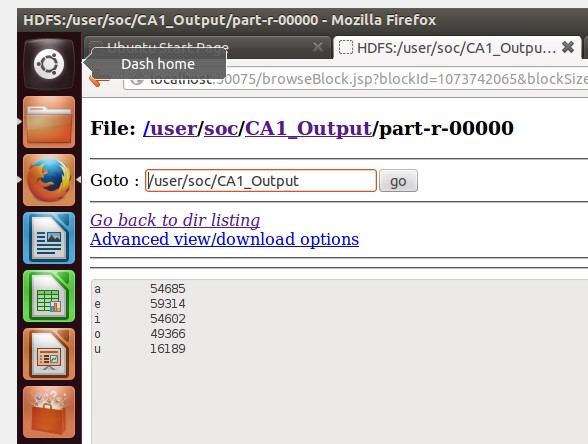 HDFS:/user/soc/CA1_Output/part-r-00000 - Mozilla Firefox
Ubuntu Start Page
HDFS:/user/soc/CA1_Outpu...
Dash home
localhost:50075/browseBlock.jsp?blockId=1073742065&blockSize
File: /user/soc/CA1_Output/part-r-00000
Goto : /user/soc/CA1_Output go
Go back to dir listing
Advanced view/download options
a 54685
e 59314
i 54602
o 49366
u 16189